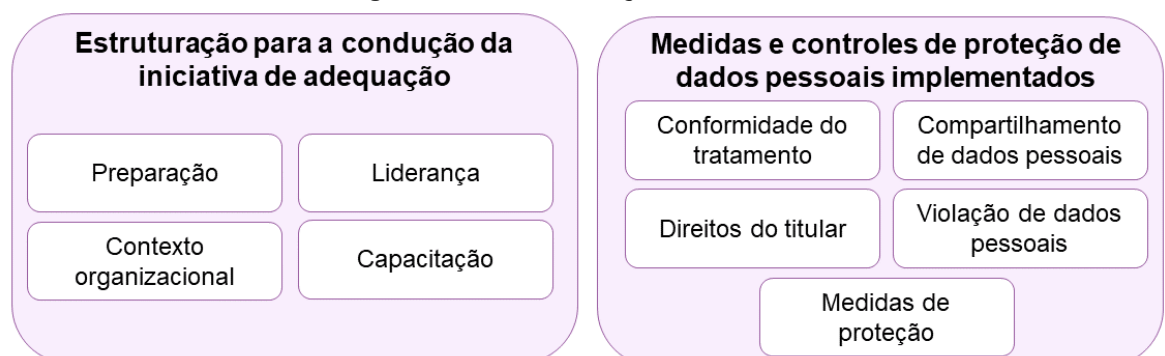 Estruturação para a condução da
iniciativa de adequação
Preparação
Liderança
Contexto
organizacional
Capacitação
Medidas e controles de proteção de
dados pessoais implementados
Conformidade do
tratamento
Compartilhamento
de dados pessoais
Direitos do titular
Violação de dados
pessoais
Medidas de
proteção